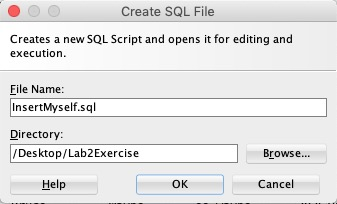 Create SQL File
Creates a new SQL Script and opens it for editing and
execution.
File Name:
InsertMyself.sql
Directory:
/Desktop/Lab2Exercise
Browse...
Help OK Cancel